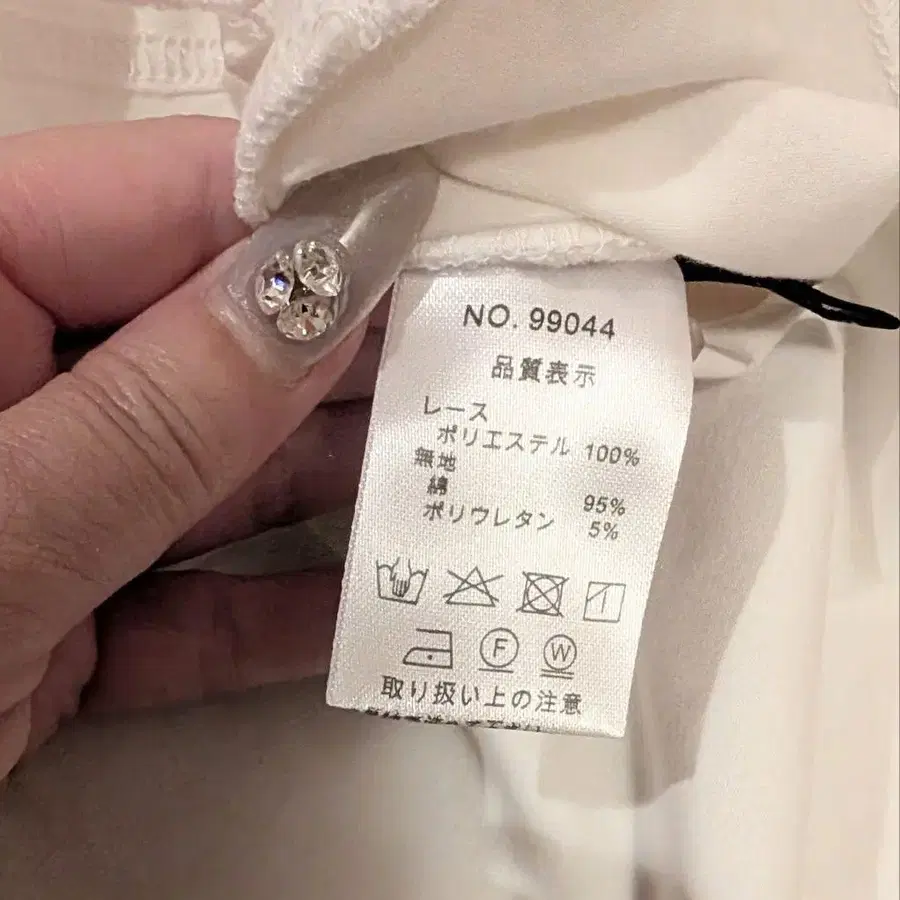 NO. 99044
品質表示
レース
ポリエステル 100%
無地
綿 95%
ポリウレタン 5%
F W
取り扱い上の注意